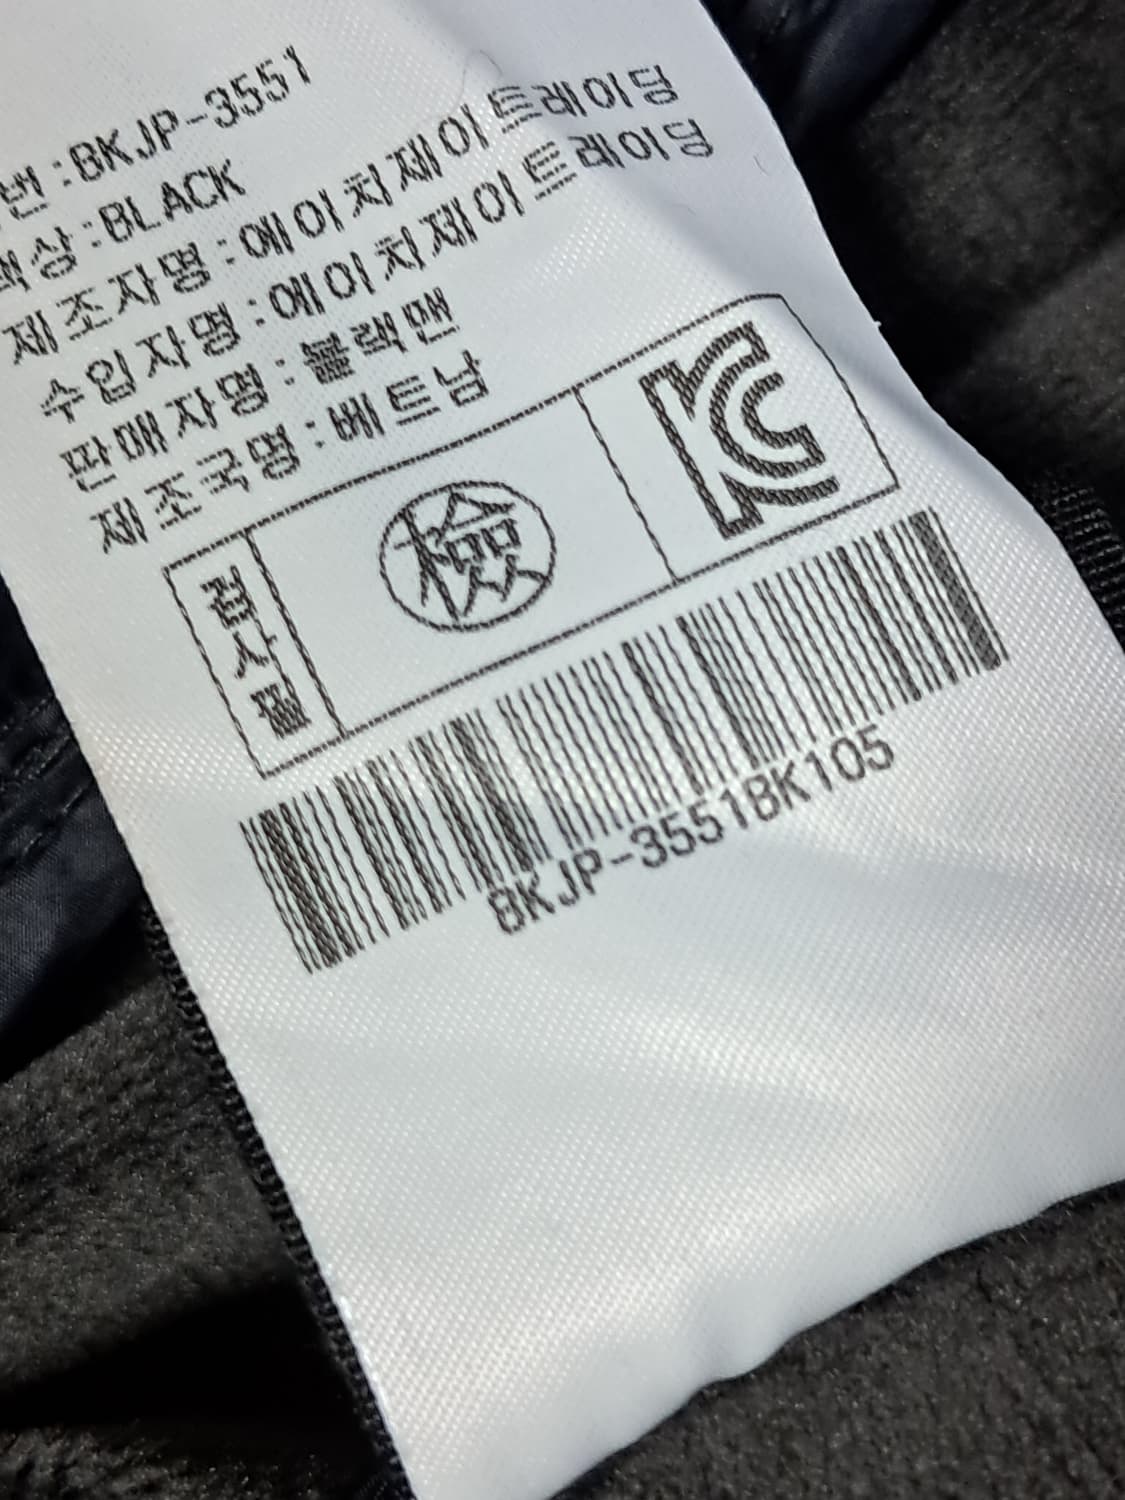 번 :BKJP-3551
색상 :BLACK
제조자명 :에이치제이트레이딩
수입자명 :에이치제이트레이딩
판매자명 :블랙맨
제조국명 :베트남
검사필
檢
KC
BKJP-3551BK105